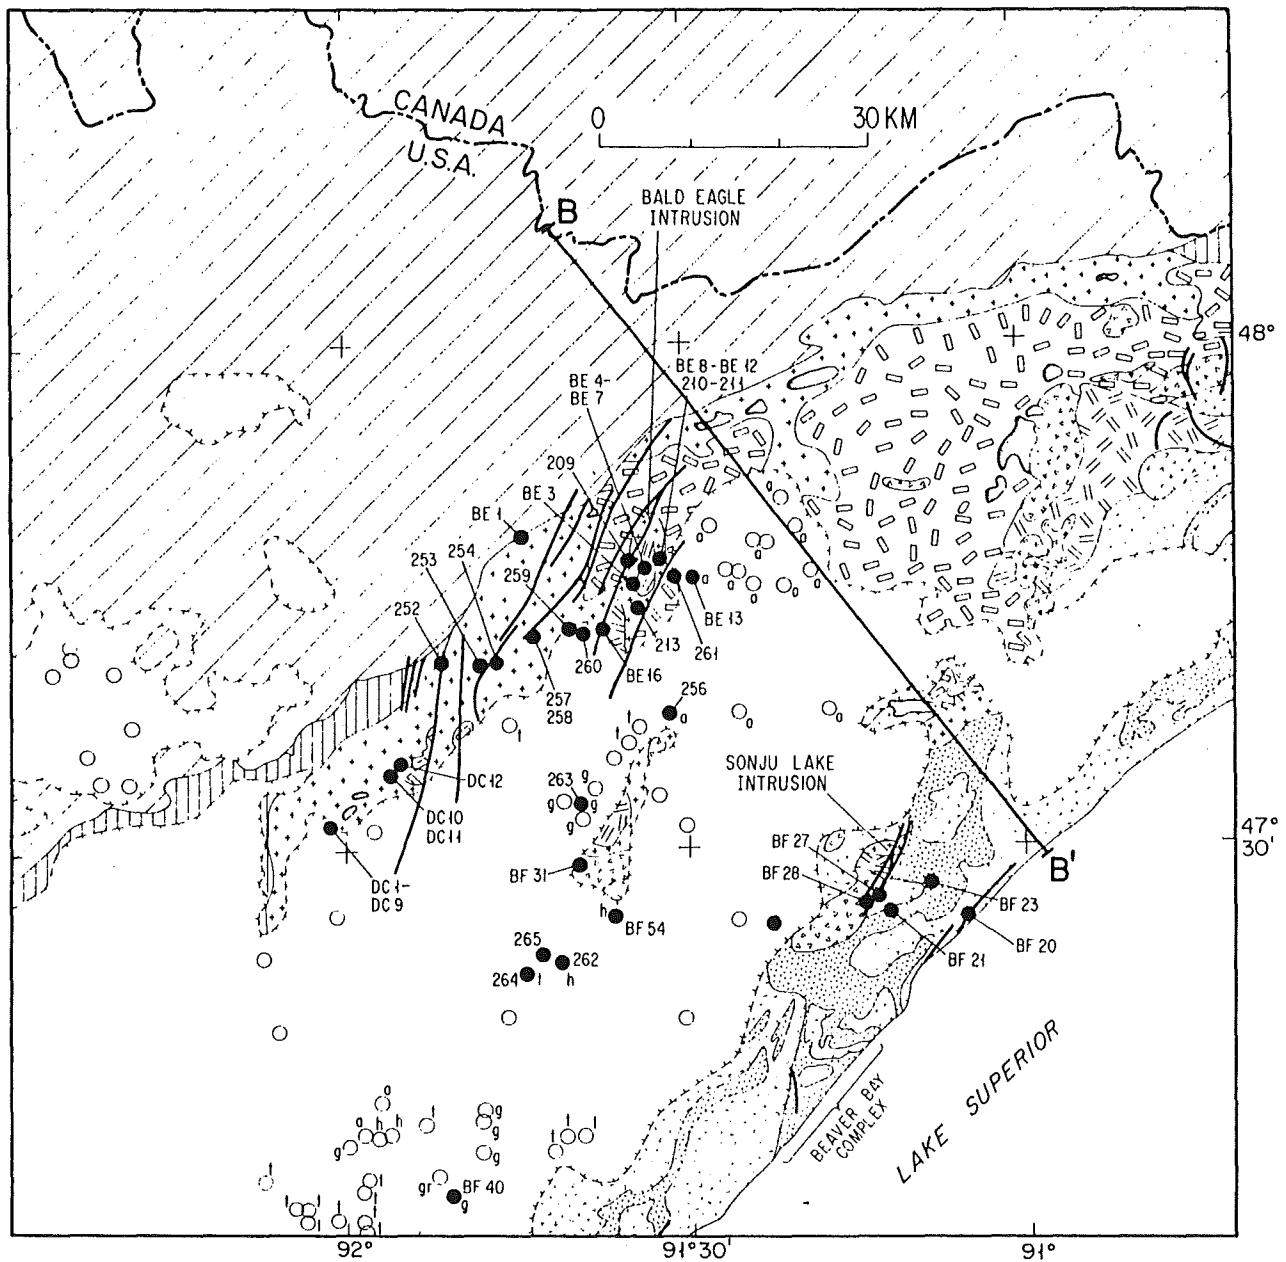 CANADA
U.S.A.
0 30 KM
BALD EAGLE
INTRUSION
B
48°
BE 8-BE 12
210-211
BE 4-
BE 7
209
BE 3
BE 1
254
253
259
252
a
a
a
a
a
a
a
a
a
a
BE 13
213
261
260
BE 16
257
258
256
a
a
a
t
t
t
SONJU LAKE
INTRUSION
DC 12
DC 10
DC 11
263
g
g
g
g
BF 27
BF 28
47°
30'
B'
BF 31
DC 1-
DC 9
h
BF 54
BF 23
BF 20
BF 21
265
262
264
t
h
LAKE SUPERIOR
BEAVER BAY
COMPLEX
a
a
h
h
t
g
g
g
g
t
t
t
t
gr
BF 40
g
t
t
t
t
t
92°
91°30'
91°